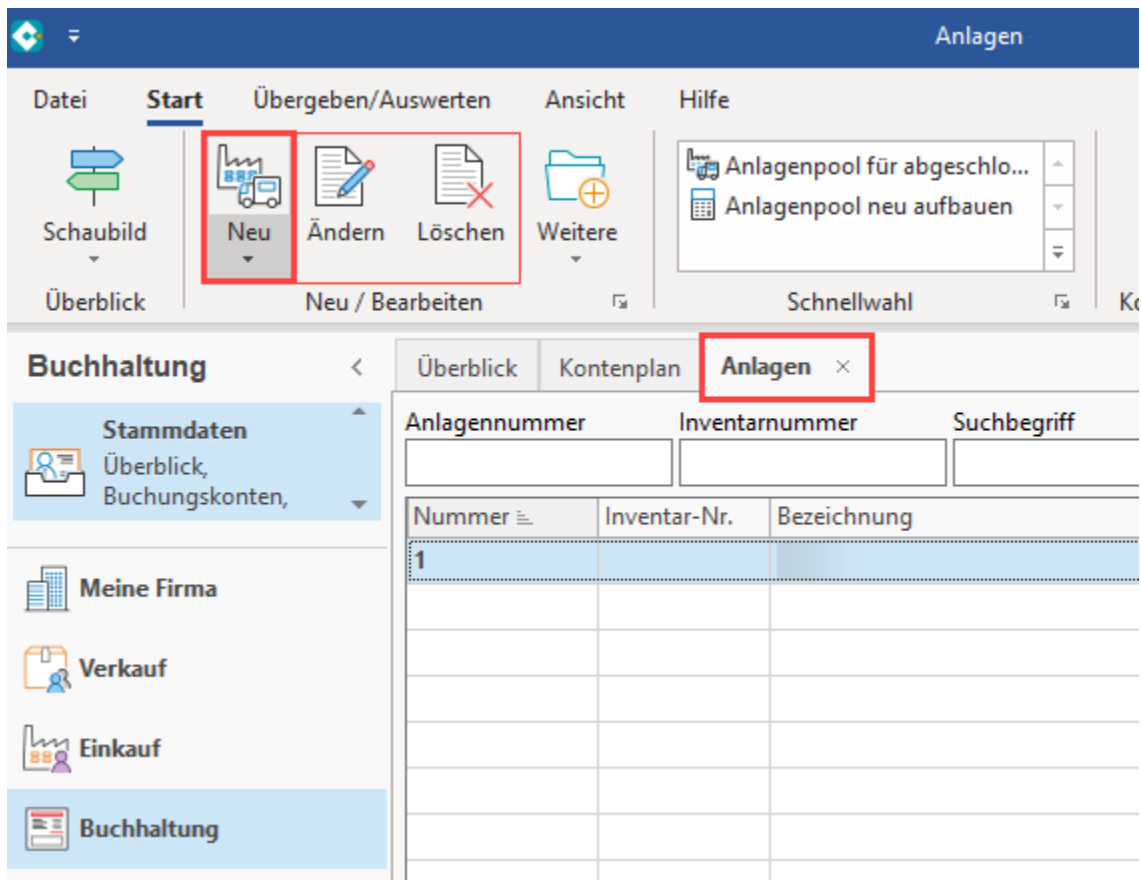 Anlagen
Datei Start Übergeben/Auswerten Ansicht Hilfe
Schaubild
Neu
Ändern
Löschen
Weitere
Anlagenpool für abgeschlo...
Anlagenpool neu aufbauen
Überblick
Neu / Bearbeiten
Schnellwahl
Ko
Buchhaltung
Stammdaten
Überblick,
Buchungskonten,
Meine Firma
Verkauf
Einkauf
Buchhaltung
Überblick Kontenplan Anlagen
Anlagennummer Inventarnummer Suchbegriff
Nummer Inventar-Nr. Bezeichnung
1